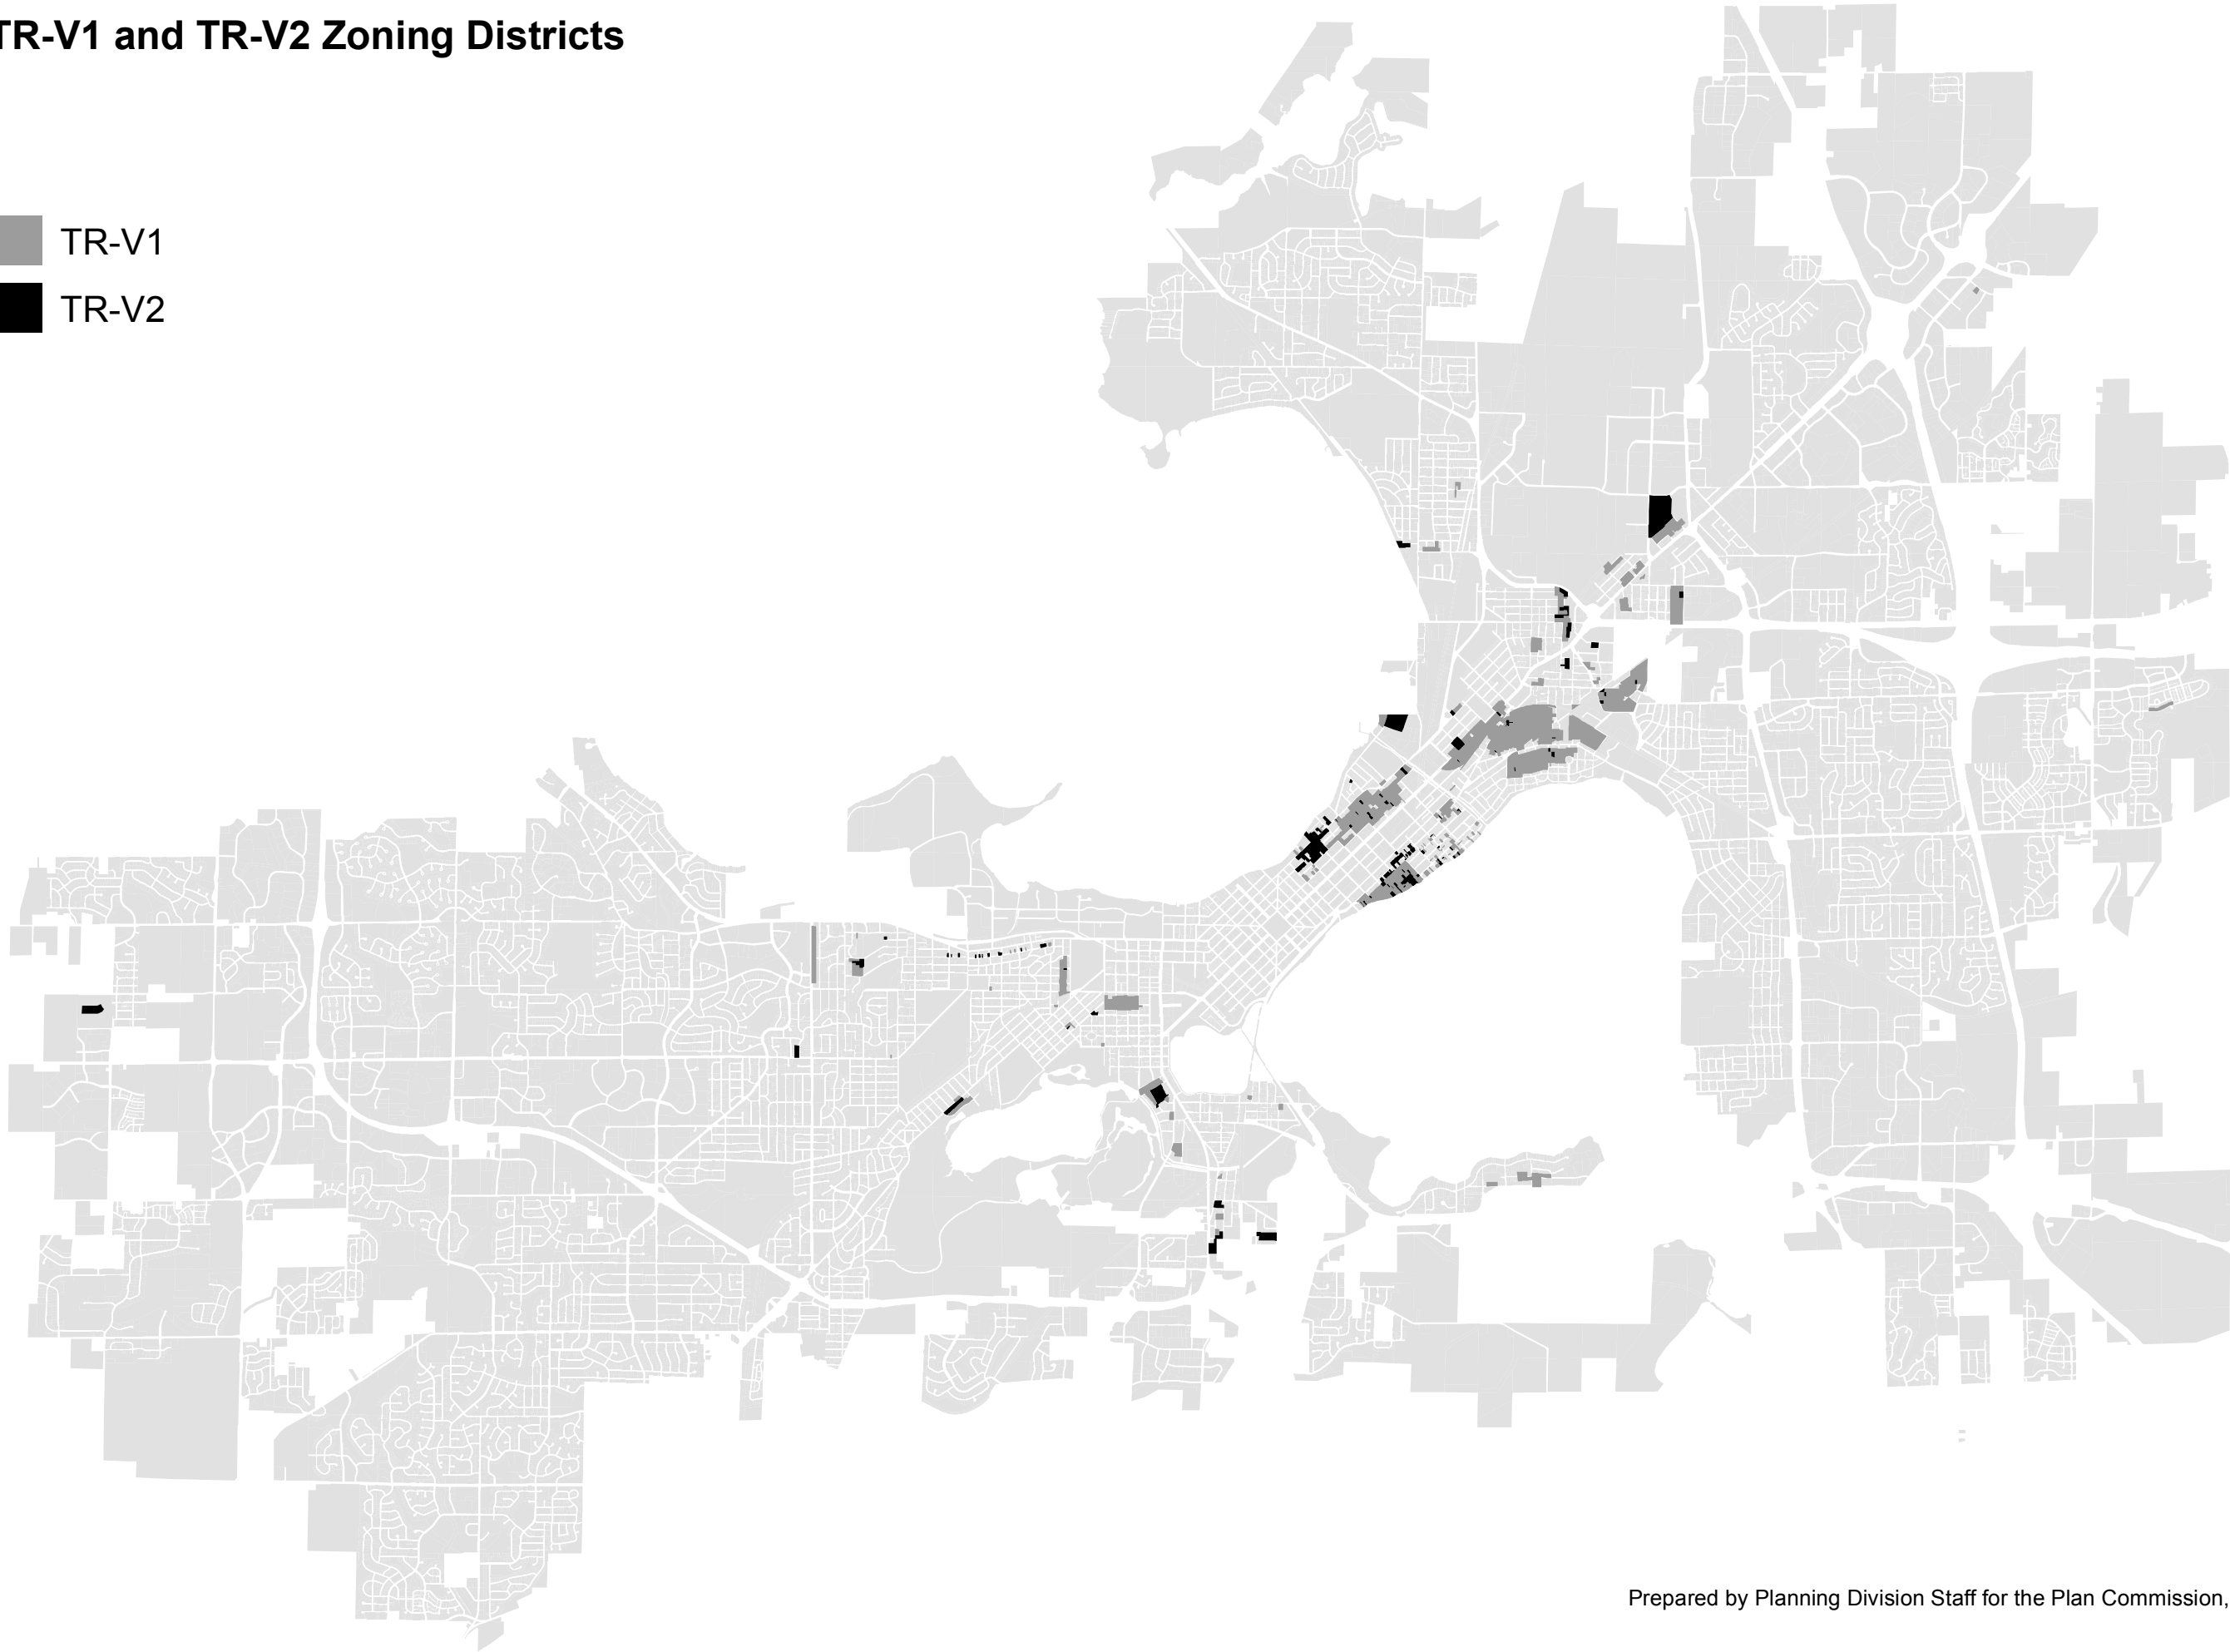 TR-V1 and TR-V2 Zoning Districts
TR-V1
TR-V2
Prepared by Planning Division Staff for the Plan Commission,